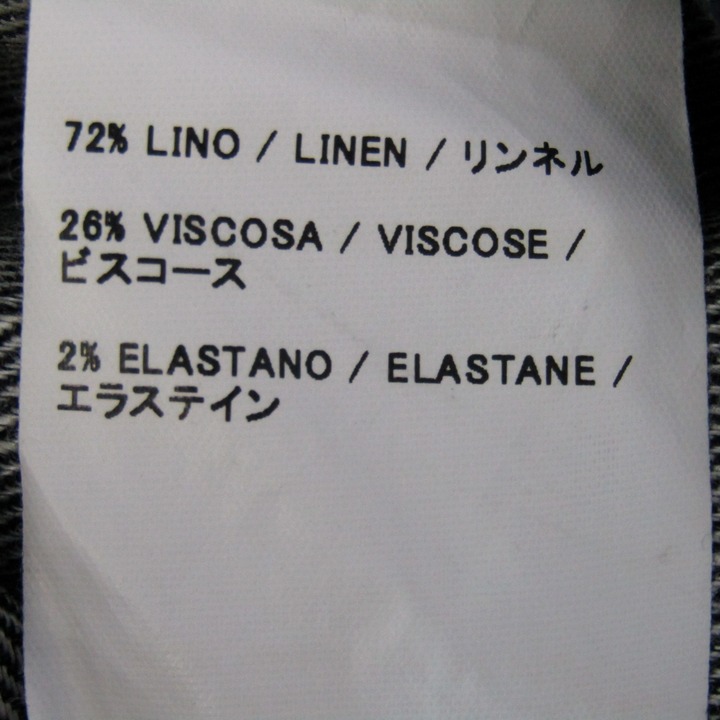 72% LINO / LINEN / リンネル
26% VISCOSA / VISCOSE /
ビスコース
2% ELASTANO / ELASTANE /
エラステイン